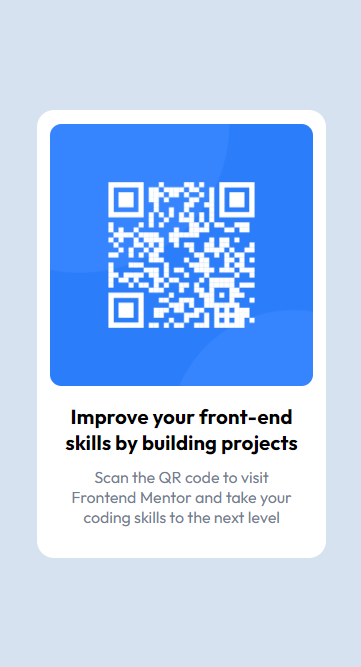 Improve your front-end
skills by building projects
Scan the QR code to visit
Frontend Mentor and take your
coding skills to the next level